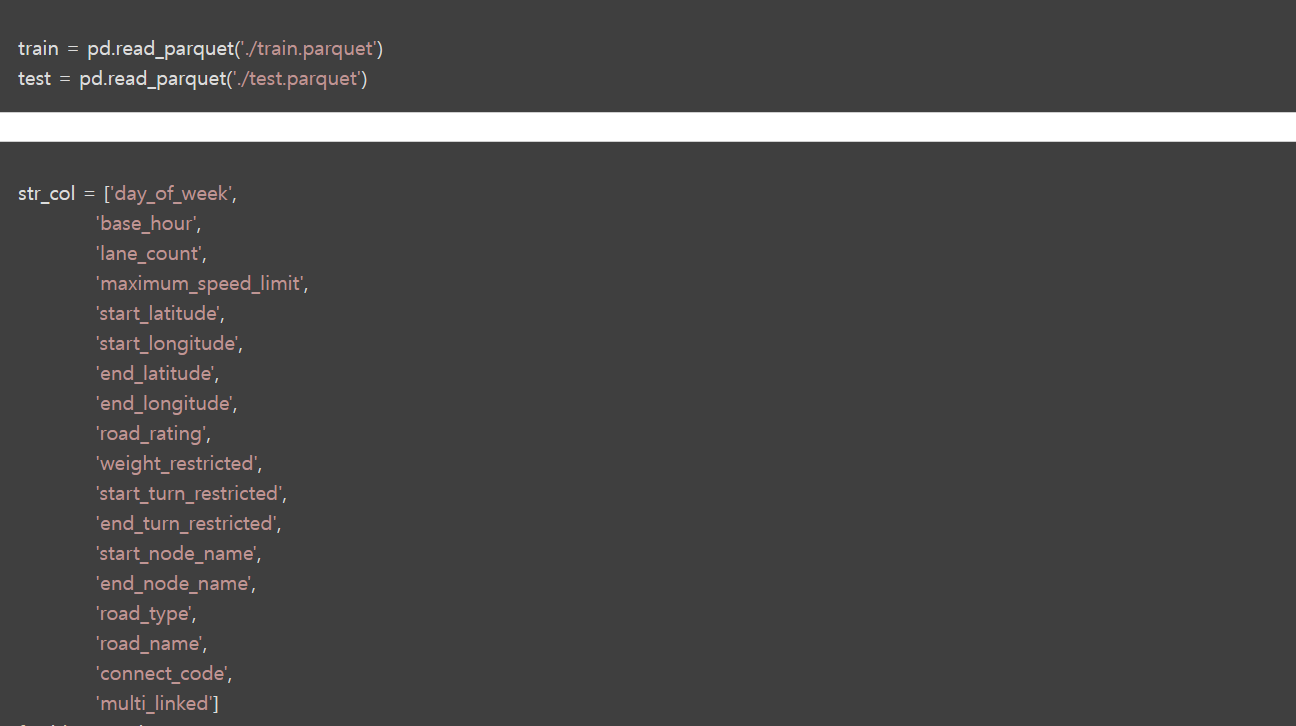 train = pd.read_parquet('./train.parquet')
test = pd.read_parquet('./test.parquet')
str_col = ['day_of_week',
'base_hour',
'lane_count',
'maximum_speed_limit',
'start_latitude',
'start_longitude',
'end_latitude',
'end_longitude',
'road_rating',
'weight_restricted',
'start_turn_restricted',
'end_turn_restricted',
'start_node_name',
'end_node_name',
'road_type',
'road_name',
'connect_code',
'multi_linked']